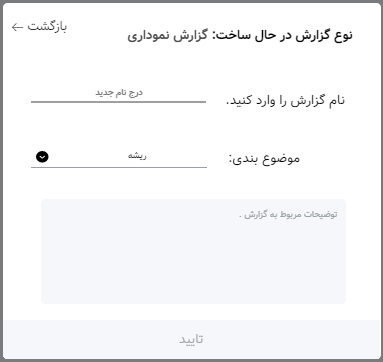 بازگشت
نوع گزارش در حال ساخت: گزارش نموداری
نام گزارش را وارد کنید.
درج نام جدید
موضوع بندی:
ریشه
توضیحات مربوط به گزارش .
تایید